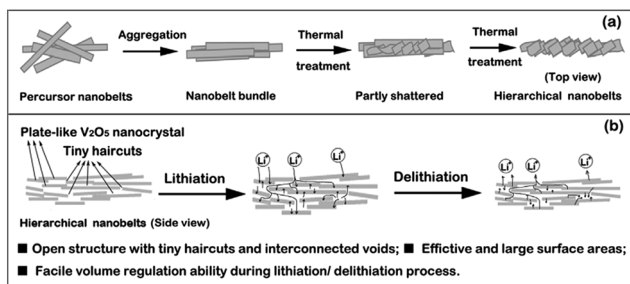 (a)
Aggregation
Thermal
treatment
Thermal
treatment
(Top view)
Percursor nanobelts
Nanobelt bundle
Partly shattered
Hierarchical nanobelts
(b)
Plate-like V₂O₅ nanocrystal
Tiny haircuts
Li⁺ Li⁺ Li⁺
Li⁺ Li⁺ Li⁺
Lithiation
Delithiation
Hierarchical nanobelts (Side view)
■ Open structure with tiny haircuts and interconnected voids; ■ Effictive and large surface areas;
■ Facile volume regulation ability during lithiation/ delithiation process.